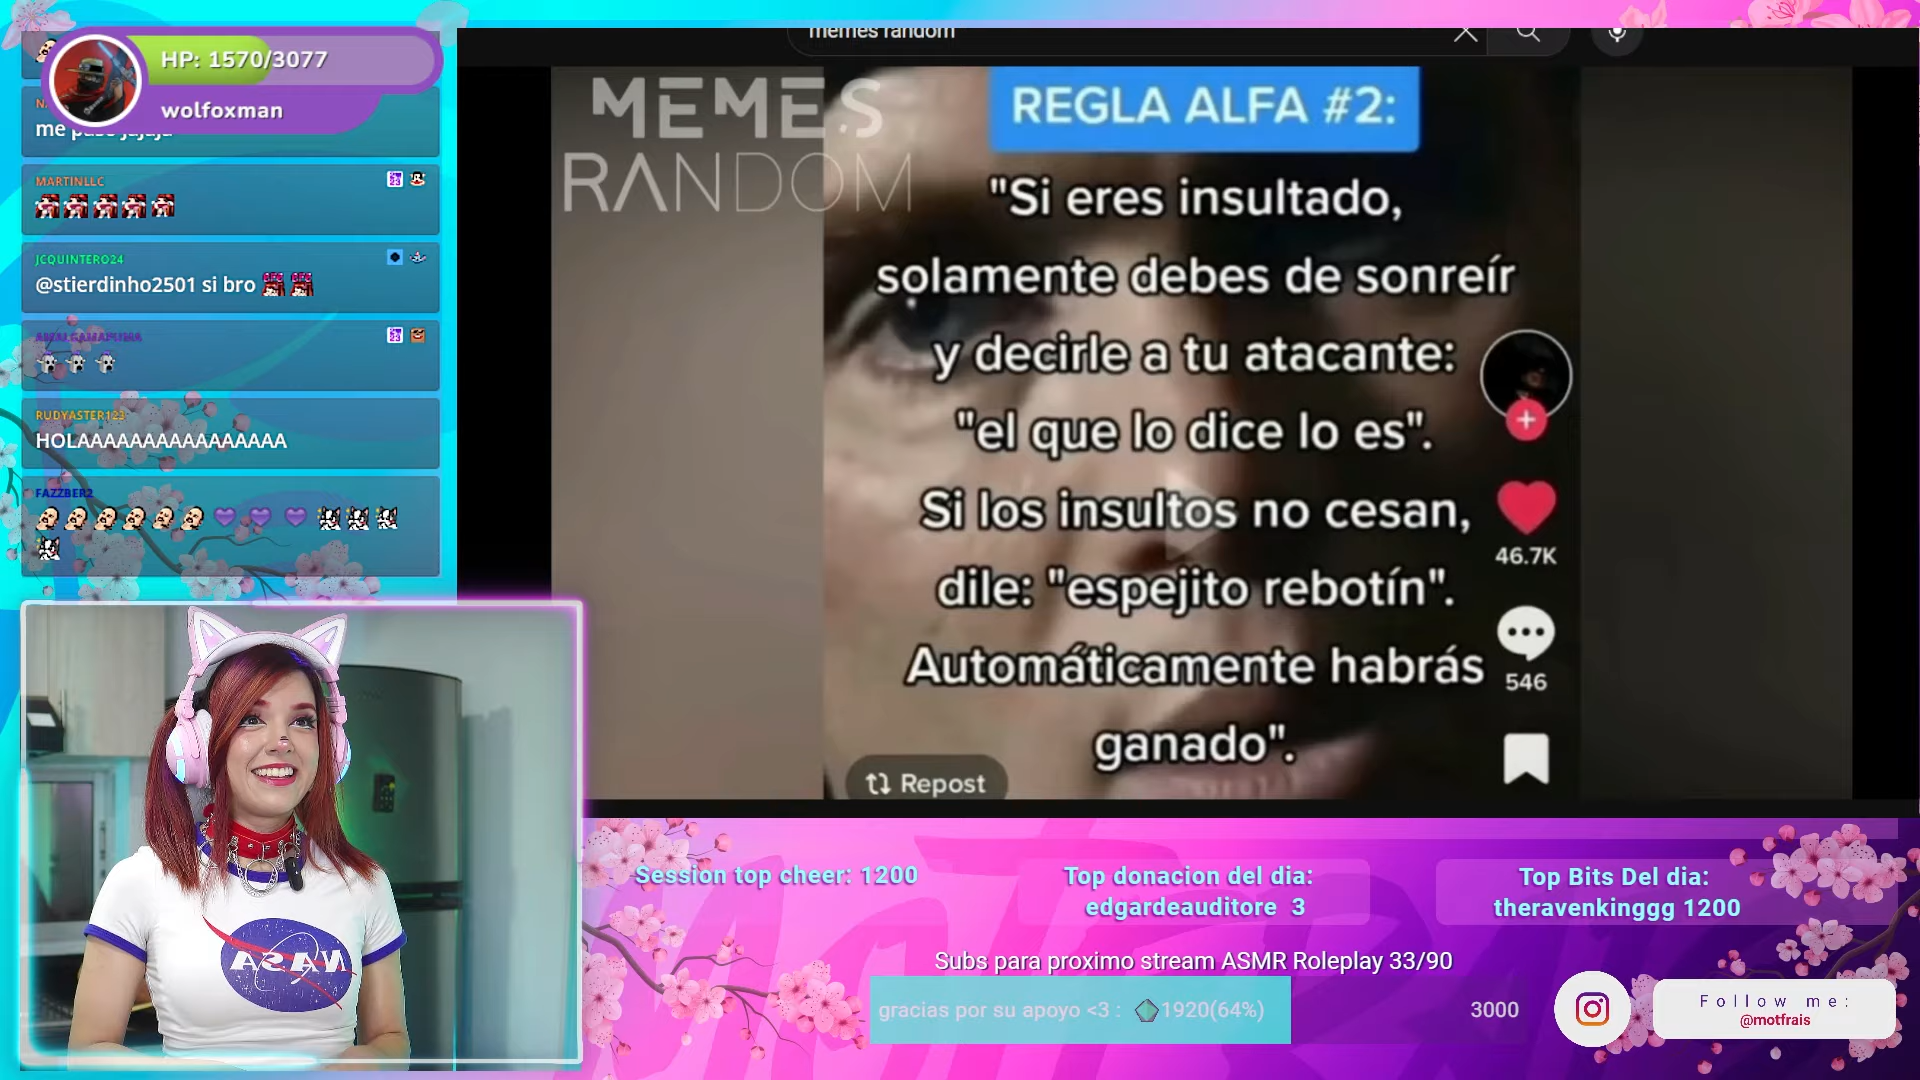 HP: 1570/3077
wolfoxman
MARTINLLC
JCQUINTERO24
@stierdinho2501 si bro
RUDYASTER123
HOLAAAAAAAAAAAAAAAA
FAZZBER2
memes random
MEMES
RANDOM
REGLA ALFA #2:
"Si eres insultado,
solamente debes de sonreír
y decirle a tu atacante:
"el que lo dice lo es".
Si los insultos no cesan,
dile: "espejito rebotín".
Automáticamente habrás
ganado".
46.7K
546
Repost
NASA
Session top cheer: 1200
Top donacion del dia:
edgardeauditore 3
Top Bits Del dia:
theravenkinggg 1200
Subs para proximo stream ASMR Roleplay 33/90
gracias por su apoyo <3 : 1920(64%)
3000
Follow me:
@motfrais